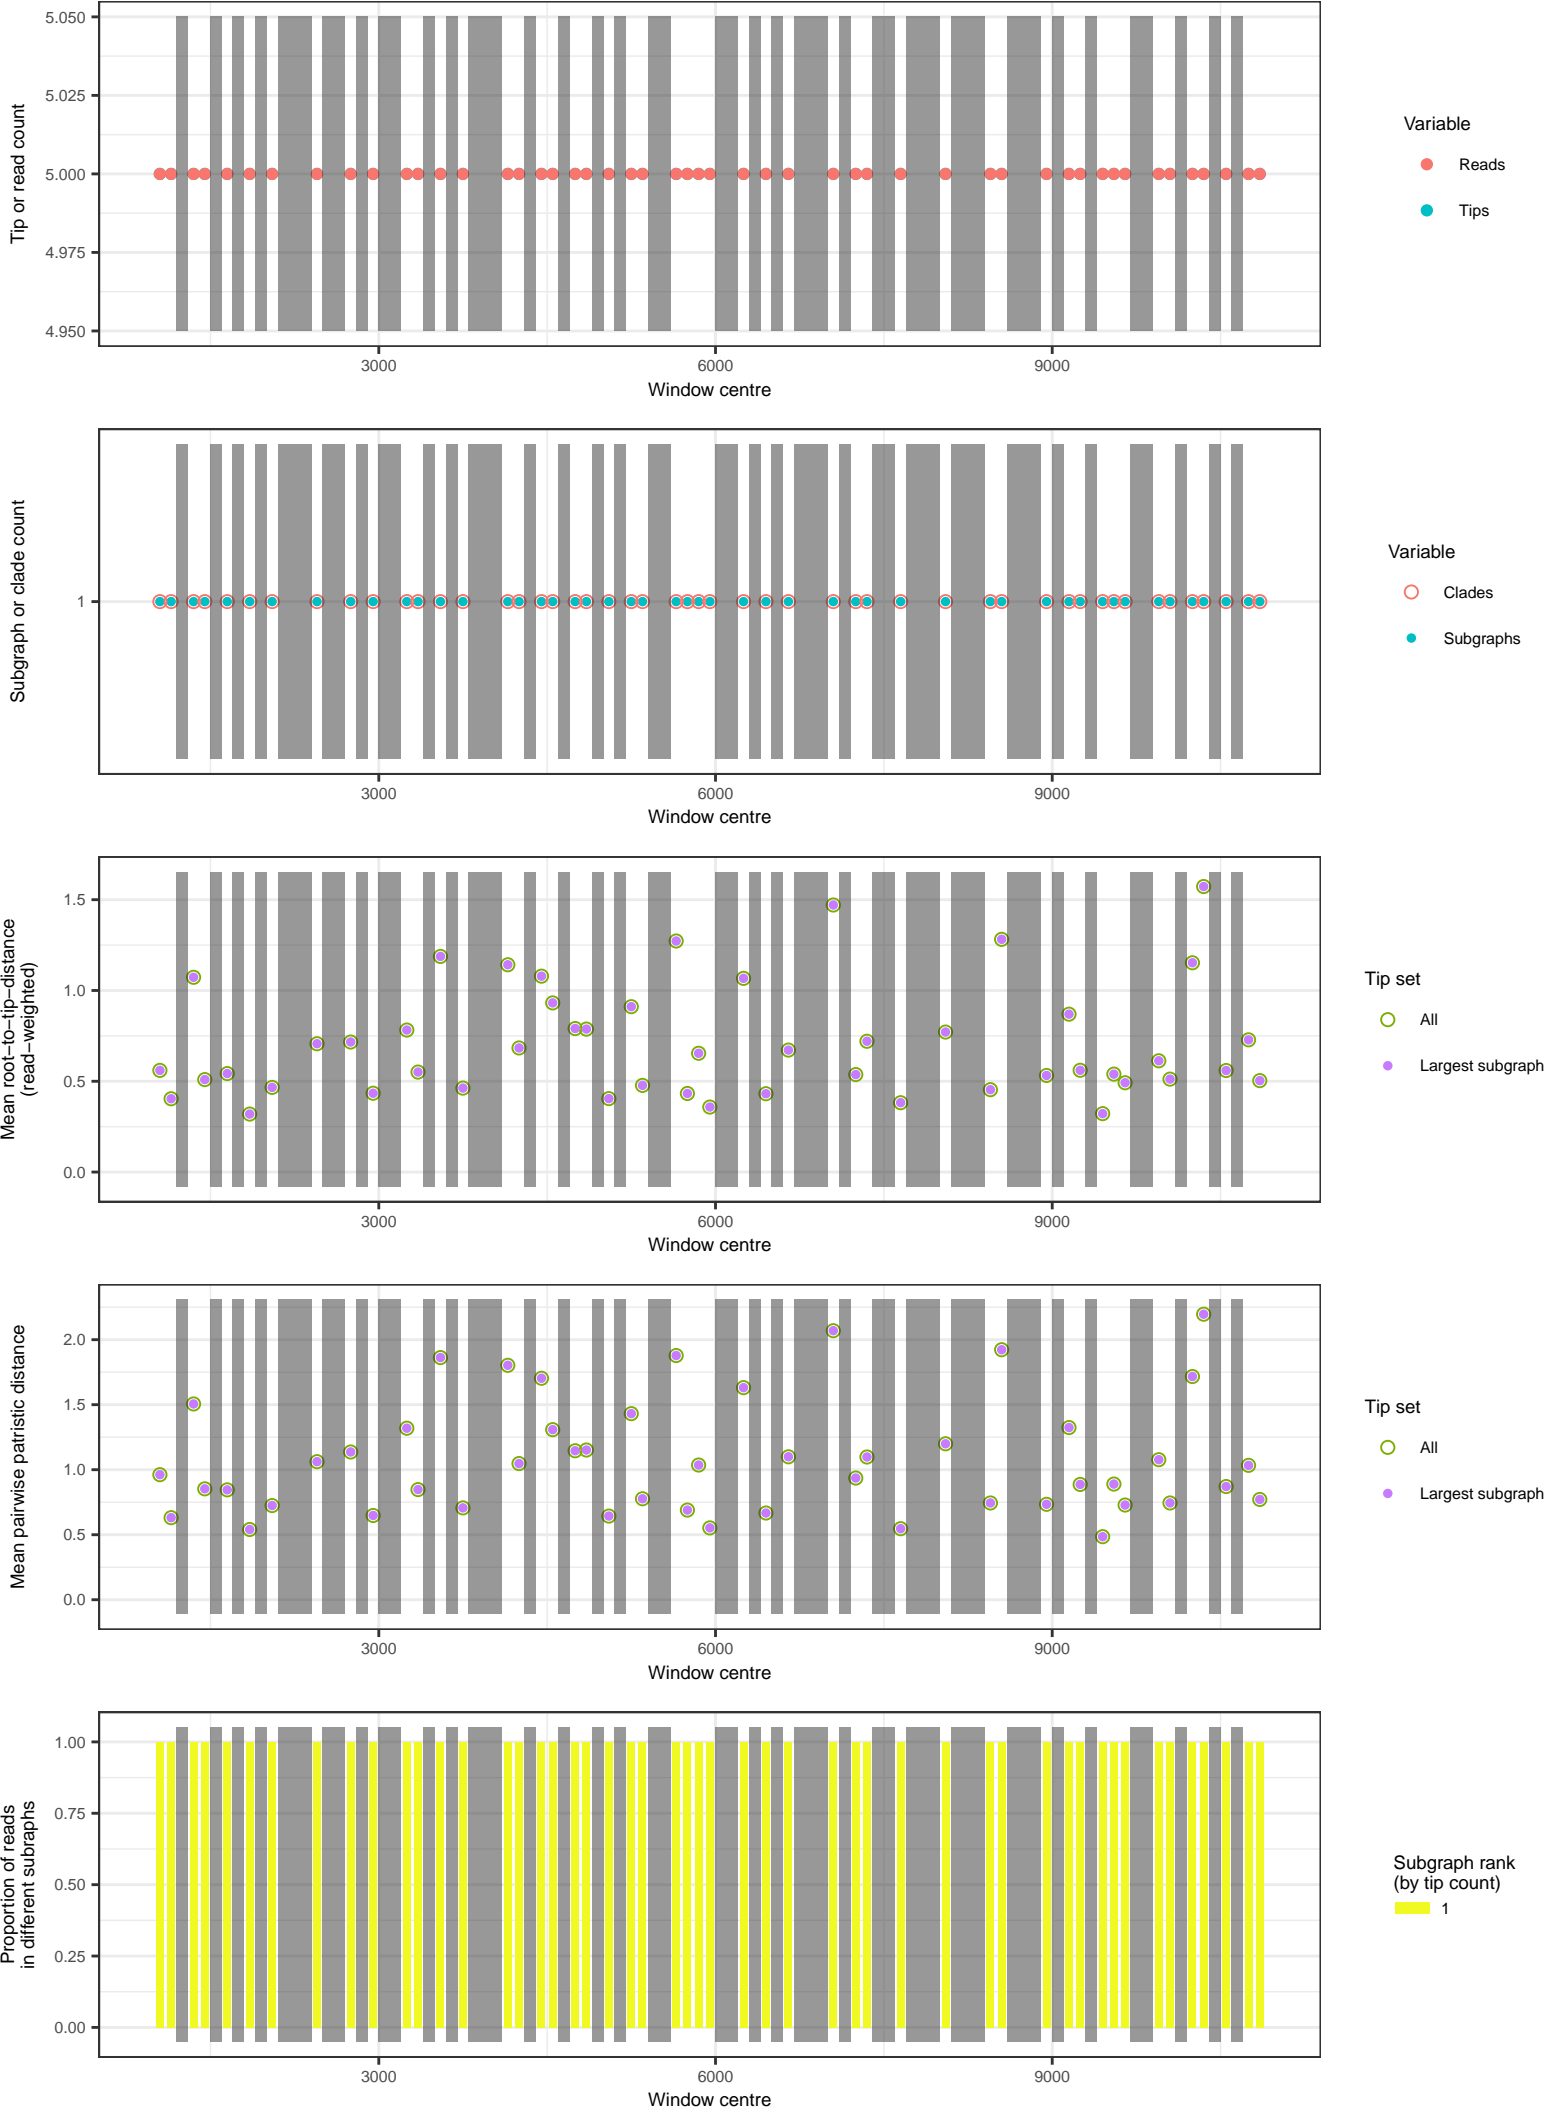 5.050
5.025
5.000
4.975
4.950
Tip or read count
3000
6000
9000
Window centre
Variable
Reads
Tips
1
Subgraph or clade count
3000
6000
9000
Window centre
Variable
Clades
Subgraphs
1.5
1.0
0.5
0.0
Mean root−to−tip−distance
(read−weighted)
3000
6000
9000
Window centre
Tip set
All
Largest subgraph
2.0
1.5
1.0
0.5
0.0
Mean pairwise patristic distance
3000
6000
9000
Window centre
Tip set
All
Largest subgraph
1.00
0.75
0.50
0.25
0.00
Proportion of reads
in different subraphs
3000
6000
9000
Window centre
Subgraph rank
(by tip count)
1